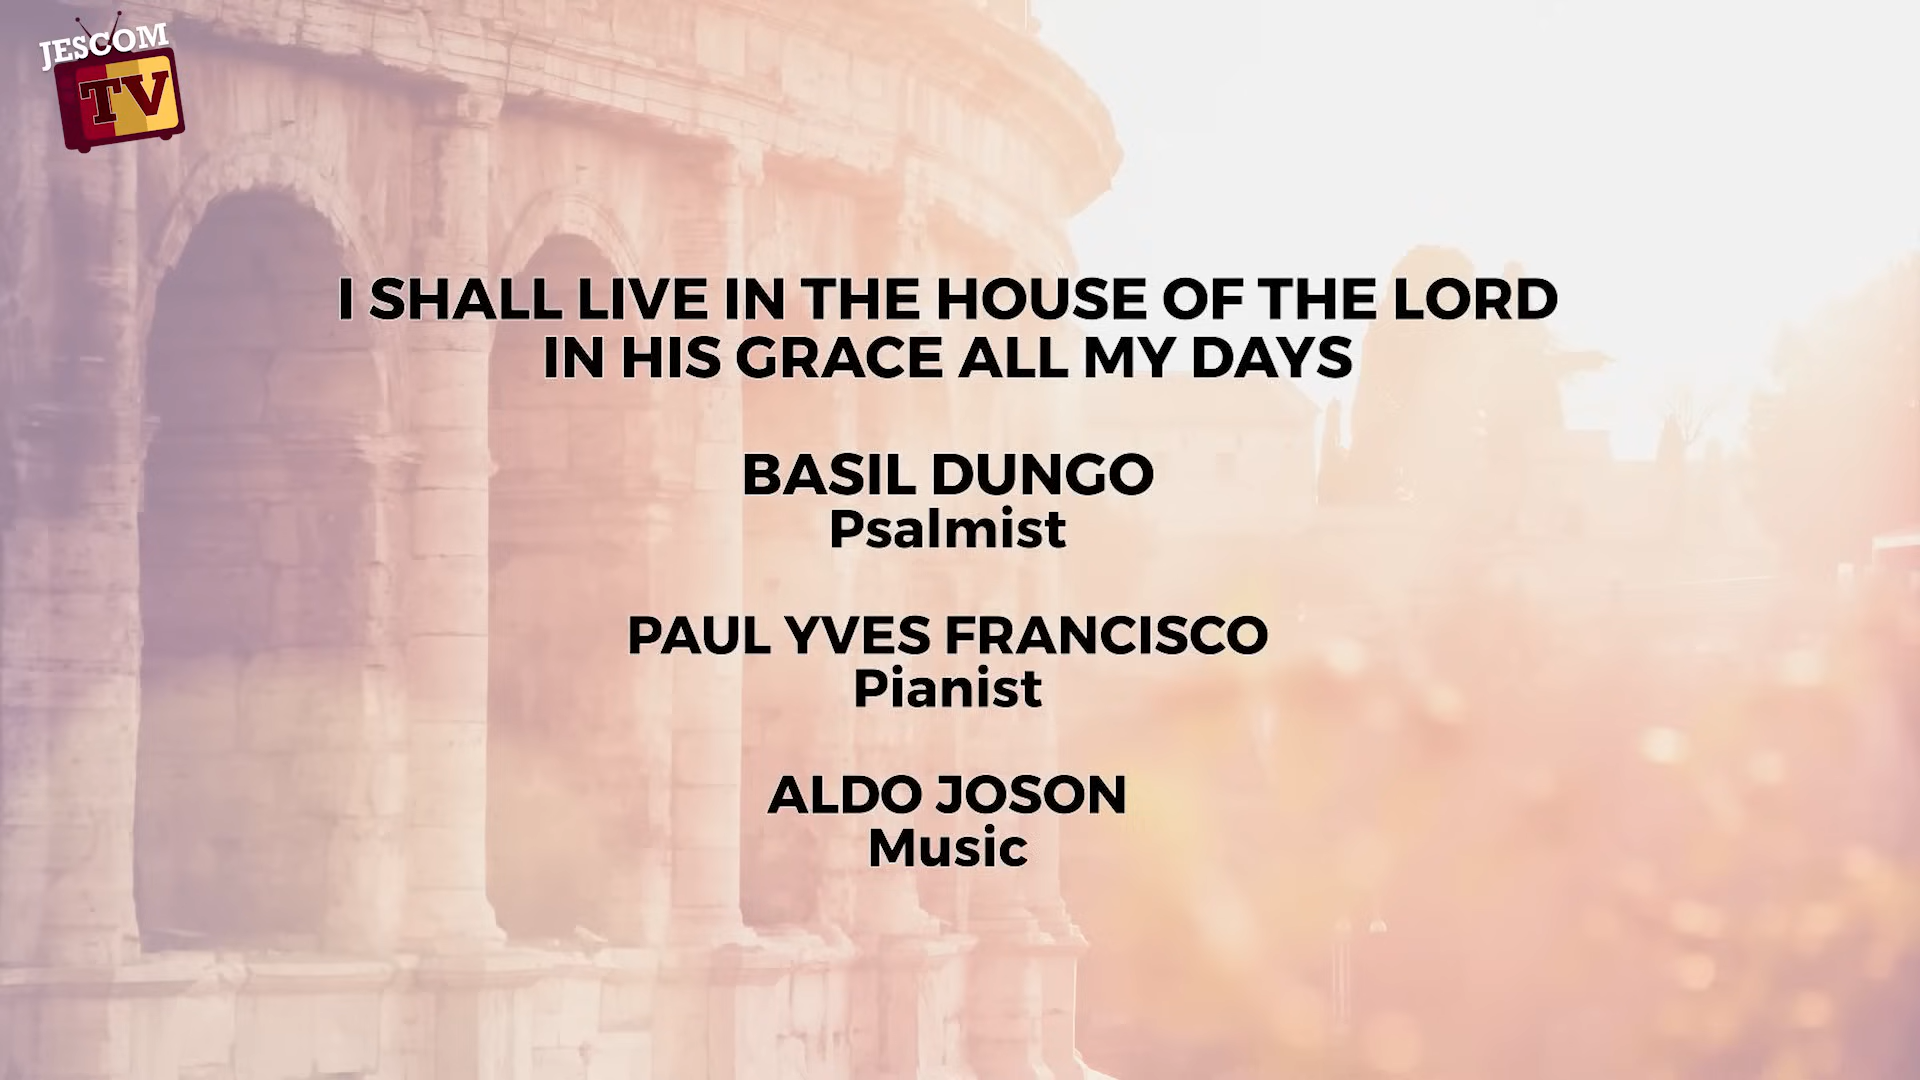 JESCOM
TV
I SHALL LIVE IN THE HOUSE OF THE LORD
IN HIS GRACE ALL MY DAYS
BASIL DUNGO
Psalmist
PAUL YVES FRANCISCO
Pianist
ALDO JOSON
Music